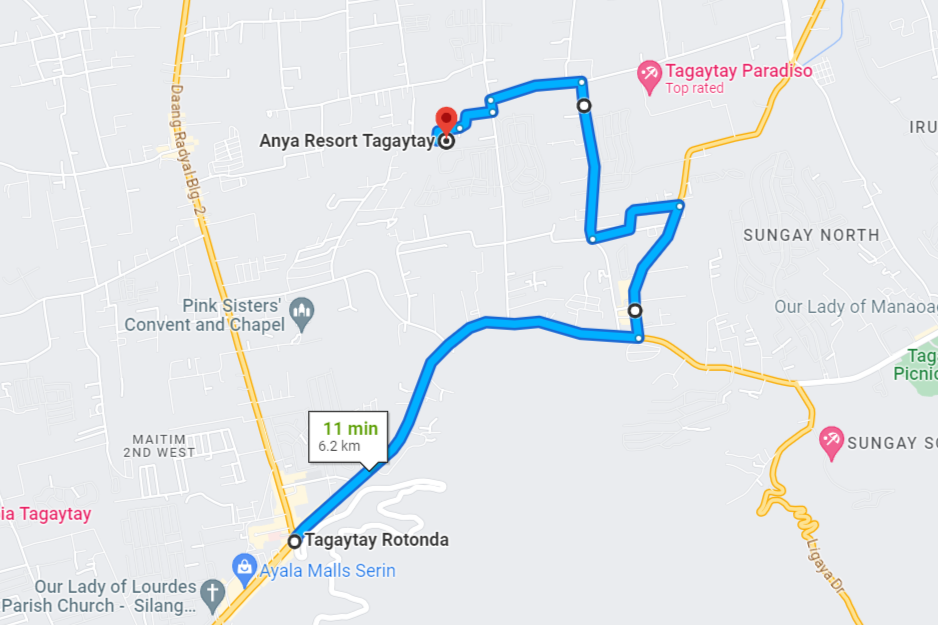 Tagaytay Paradiso
Top rated
Daang Radyal Blg. 2
Anya Resort Tagaytay
IRU
SUNGAY NORTH
Pink Sisters'
Convent and Chapel
Our Lady of Manaoa
Tag
Picnic
11 min
6.2 km
MAITIM
2ND WEST
SUNGAY SO
ia Tagaytay
Tagaytay Rotonda
Ayala Malls Serin
Ligaya Dr
Our Lady of Lourdes
Parish Church - Silang...